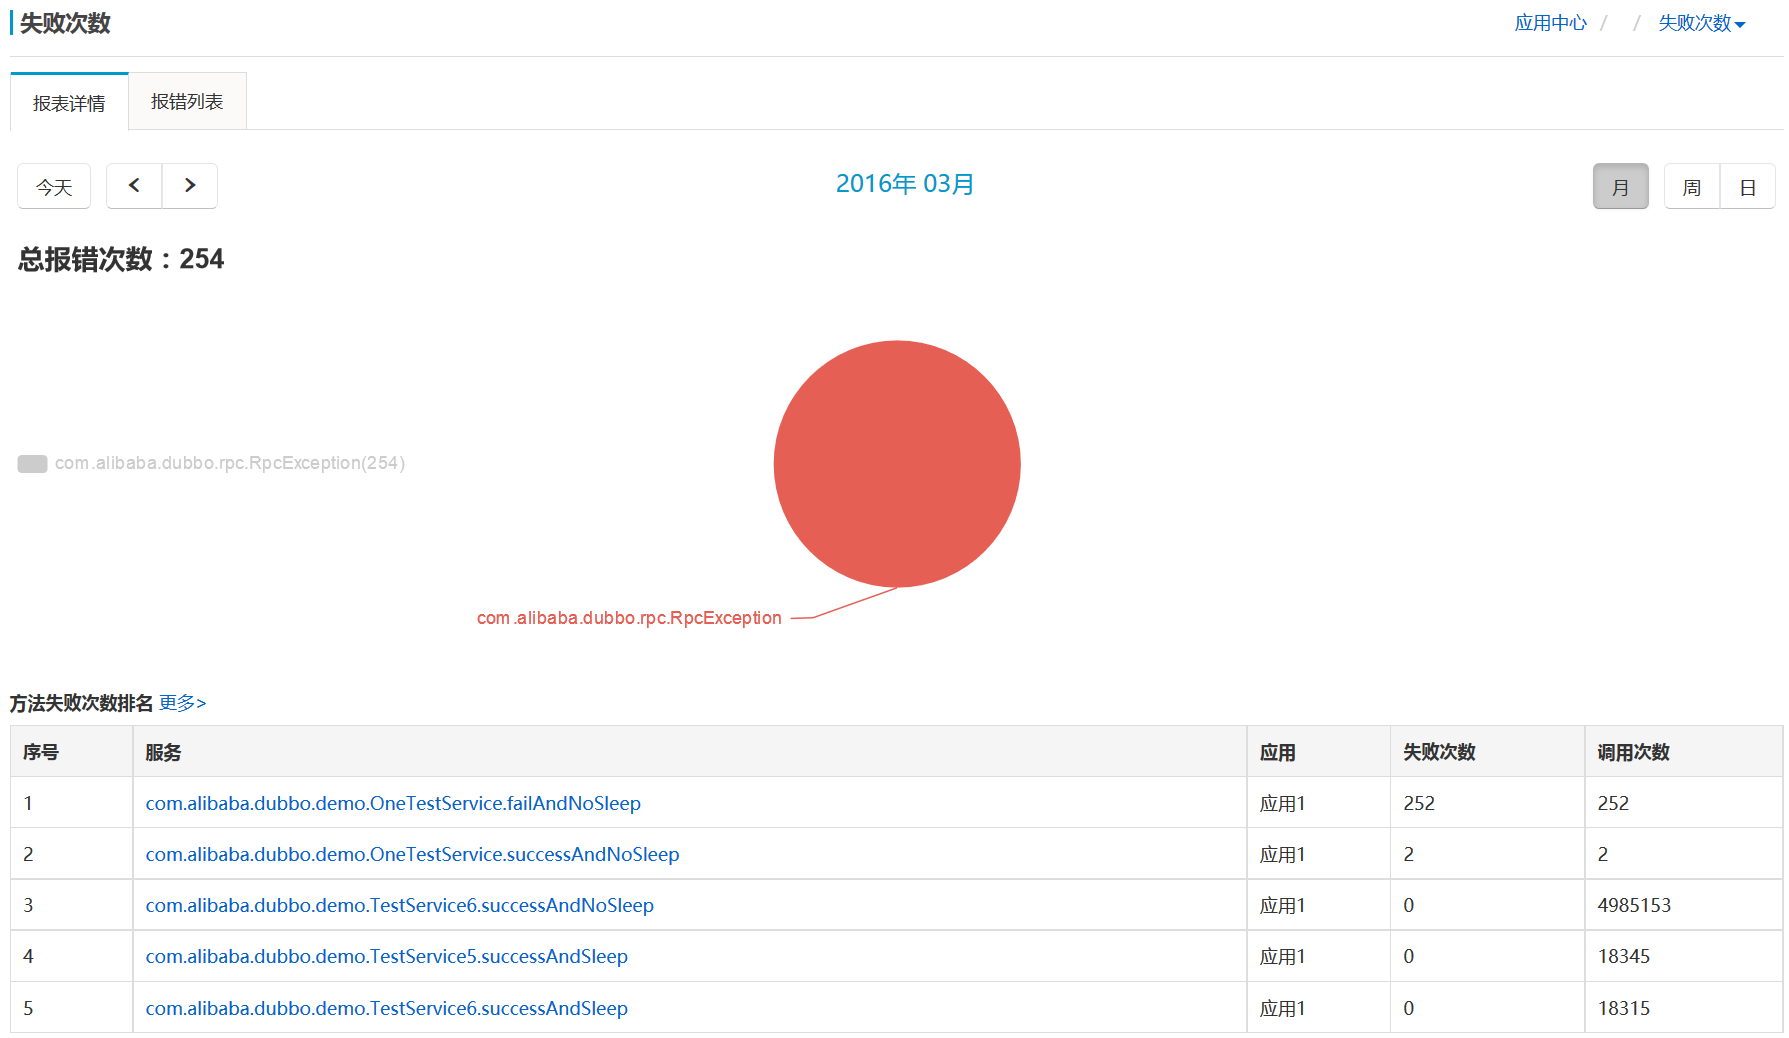 失败次数
应用中心 / / 失败次数
报表详情 报错列表
今天 < > 2016年 03月 月 周 日
总报错次数：254
com.alibaba.dubbo.rpc.RpcException(254)
com.alibaba.dubbo.rpc.RpcException
方法失败次数排名 更多>
序号 服务 应用 失败次数 调用次数
1 com.alibaba.dubbo.demo.OneTestService.failAndNoSleep 应用1 252 252
2 com.alibaba.dubbo.demo.OneTestService.successAndNoSleep 应用1 2 2
3 com.alibaba.dubbo.demo.TestService6.successAndNoSleep 应用1 0 4985153
4 com.alibaba.dubbo.demo.TestService5.successAndSleep 应用1 0 18345
5 com.alibaba.dubbo.demo.TestService6.successAndSleep 应用1 0 18315